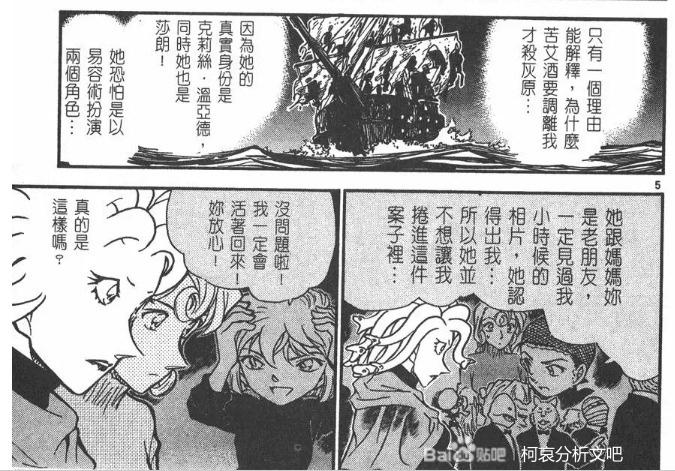 只有一個理由
能解釋，為什麼
苦艾酒要調離我
才殺灰原…
因為她的
真實身份是
克莉絲．溫亞德，
同時她也是
莎朗！
她恐怕是以
易容術扮演
兩個角色…
5
她跟媽媽妳
是老朋友，
一定見過我
小時候的
相片，她認
得出我…
所以她並
不想讓我
捲進這件
案子裡…
沒問題啦！
我一定會
活著回來！
妳放心！
真的是
這樣嗎？
Bai 贴吧
柯哀分析文吧